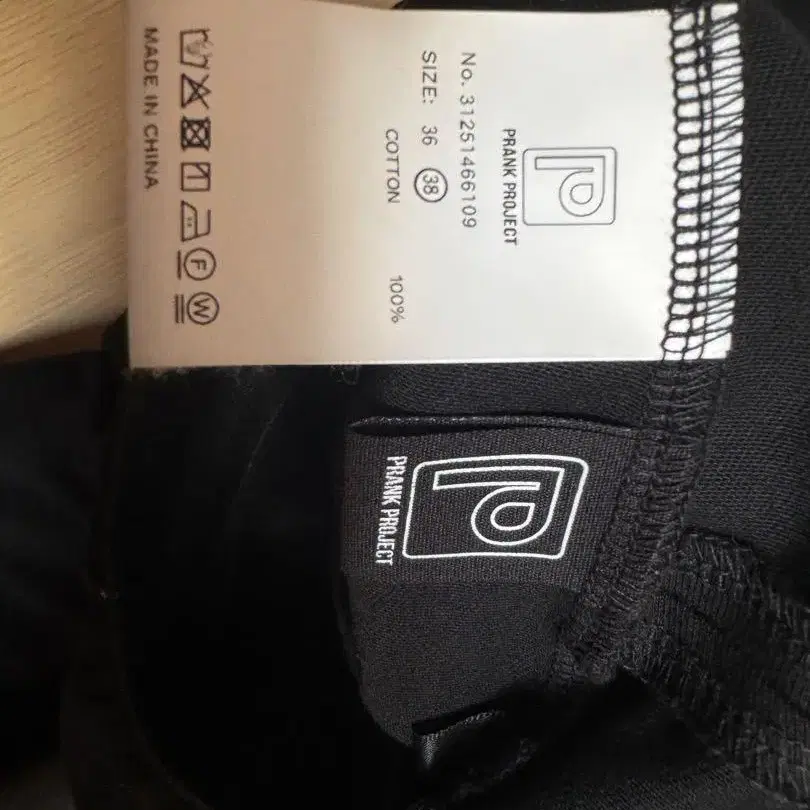 PRANK PROJECT
No. 31251466109
SIZE: 36 38
COTTON 100%
F W
MADE IN CHINA
PRANK PROJECT